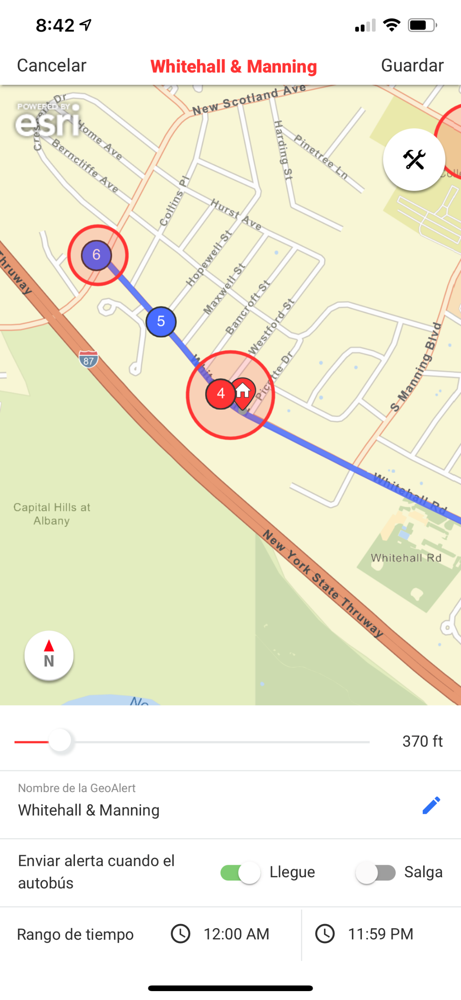 8:42
Cancelar
Whitehall & Manning
Guardar
POWERED BY
esri
Crescent Dr
New Scotland Ave
Home Ave
Berncliffe Ave
Harding St
Pinetree Ln
Collins Pl
Hurst Ave
Hopewell St
Maxwell St
Bancroft St
Westford St
Picotte Dr
S Manning Blvd
Thruway
6
5
87
4
Whitehall Rd
Capital Hills at
Albany
New York State Thruway
Whitehall Rd
N
370 ft
Nombre de la GeoAlert
Whitehall & Manning
Enviar alerta cuando el
autobús
Llegue
Salga
Rango de tiempo
12:00 AM
11:59 PM